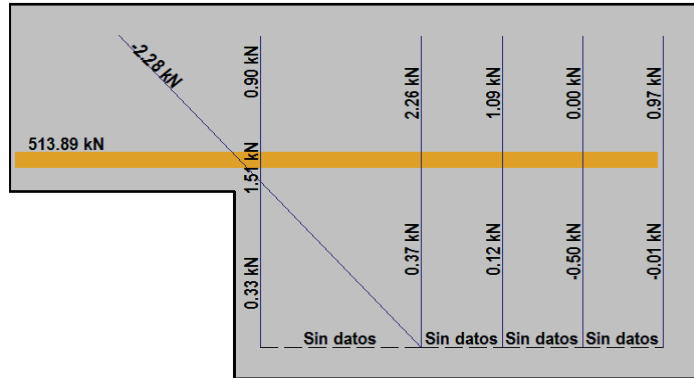 -2.28 kN
0.90 kN
2.26 kN
1.09 kN
0.00 kN
0.97 kN
513.89 kN
1.51 kN
0.33 kN
0.37 kN
0.12 kN
-0.50 kN
-0.01 kN
Sin datos
Sin datos
Sin datos
Sin datos